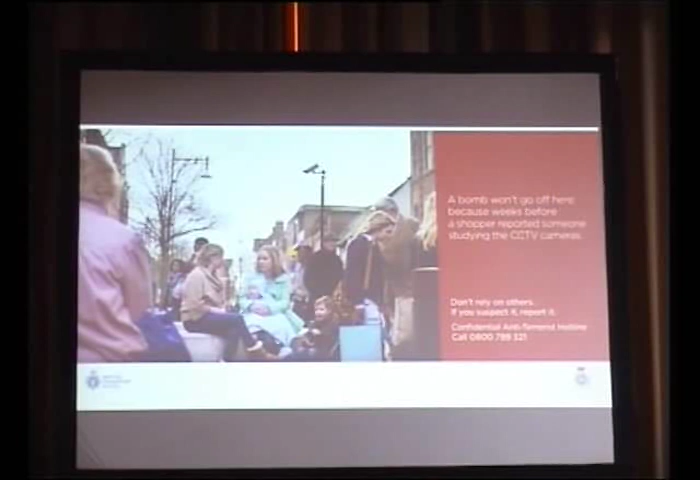 A bomb won't go off here
because weeks before
a shopper reported someone
studying the CCTV cameras.
Don't rely on others.
If you suspect it, report it.
Confidential Anti-Terrorist Hotline
Call 0800 789 321